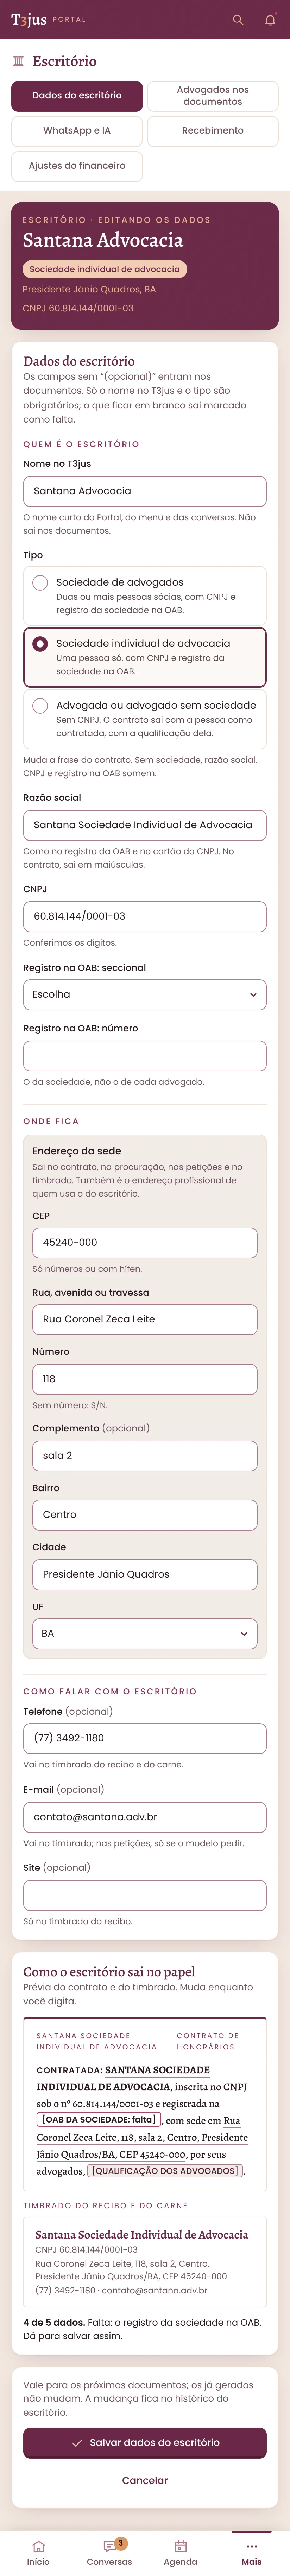 T3jus PORTAL
Escritório
Dados do escritório
Advogados nos
documentos
WhatsApp e IA
Recebimento
Ajustes do financeiro
ESCRITÓRIO · EDITANDO OS DADOS
Santana Advocacia
Sociedade individual de advocacia
Presidente Jânio Quadros, BA
CNPJ 60.814.144/0001-03
Dados do escritório
Os campos sem “(opcional)” entram nos
documentos. Só o nome no T3jus e o tipo são
obrigatórios; o que ficar em branco sai marcado
como falta.
QUEM É O ESCRITÓRIO
Nome no T3jus
Santana Advocacia
O nome curto do Portal, do menu e das conversas. Não
sai nos documentos.
Tipo
Sociedade de advogados
Duas ou mais pessoas sócias, com CNPJ e
registro da sociedade na OAB.
Sociedade individual de advocacia
Uma pessoa só, com CNPJ e registro da
sociedade na OAB.
Advogada ou advogado sem sociedade
Sem CNPJ. O contrato sai com a pessoa como
contratada, com a qualificação dela.
Muda a frase do contrato. Sem sociedade, razão social,
CNPJ e registro na OAB somem.
Razão social
Santana Sociedade Individual de Advocacia
Como no registro da OAB e no cartão do CNPJ. No
contrato, sai em maiúsculas.
CNPJ
60.814.144/0001-03
Conferimos os dígitos.
Registro na OAB: seccional
Escolha
Registro na OAB: número
O da sociedade, não o de cada advogado.
ONDE FICA
Endereço da sede
Sai no contrato, na procuração, nas petições e no
timbrado. Também é o endereço profissional de
quem usa o do escritório.
CEP
45240-000
Só números ou com hífen.
Rua, avenida ou travessa
Rua Coronel Zeca Leite
Número
118
Sem número: S/N.
Complemento (opcional)
sala 2
Bairro
Centro
Cidade
Presidente Jânio Quadros
UF
BA
COMO FALAR COM O ESCRITÓRIO
Telefone (opcional)
(77) 3492-1180
Vai no timbrado do recibo e do carnê.
E-mail (opcional)
contato@santana.adv.br
Vai no timbrado; nas petições, só se o modelo pedir.
Site (opcional)
Só no timbrado do recibo.
Como o escritório sai no papel
Prévia do contrato e do timbrado. Muda enquanto
você digita.
SANTANA SOCIEDADE
INDIVIDUAL DE ADVOCACIA
CONTRATO DE
HONORÁRIOS
CONTRATADA: SANTANA SOCIEDADE
INDIVIDUAL DE ADVOCACIA, inscrita no CNPJ
sob o nº 60.814.144/0001-03 e registrada na
[OAB DA SOCIEDADE: falta], com sede em Rua
Coronel Zeca Leite, 118, sala 2, Centro, Presidente
Jânio Quadros/BA, CEP 45240-000, por seus
advogados, [QUALIFICAÇÃO DOS ADVOGADOS].
TIMBRADO DO RECIBO E DO CARNÊ
Santana Sociedade Individual de Advocacia
CNPJ 60.814.144/0001-03
Rua Coronel Zeca Leite, 118, sala 2, Centro,
Presidente Jânio Quadros/BA, CEP 45240-000
(77) 3492-1180 · contato@santana.adv.br
4 de 5 dados. Falta: o registro da sociedade na OAB.
Dá para salvar assim.
Vale para os próximos documentos; os já gerados
não mudam. A mudança fica no histórico do
escritório.
Salvar dados do escritório
Cancelar
Início
3
Conversas
Agenda
Mais